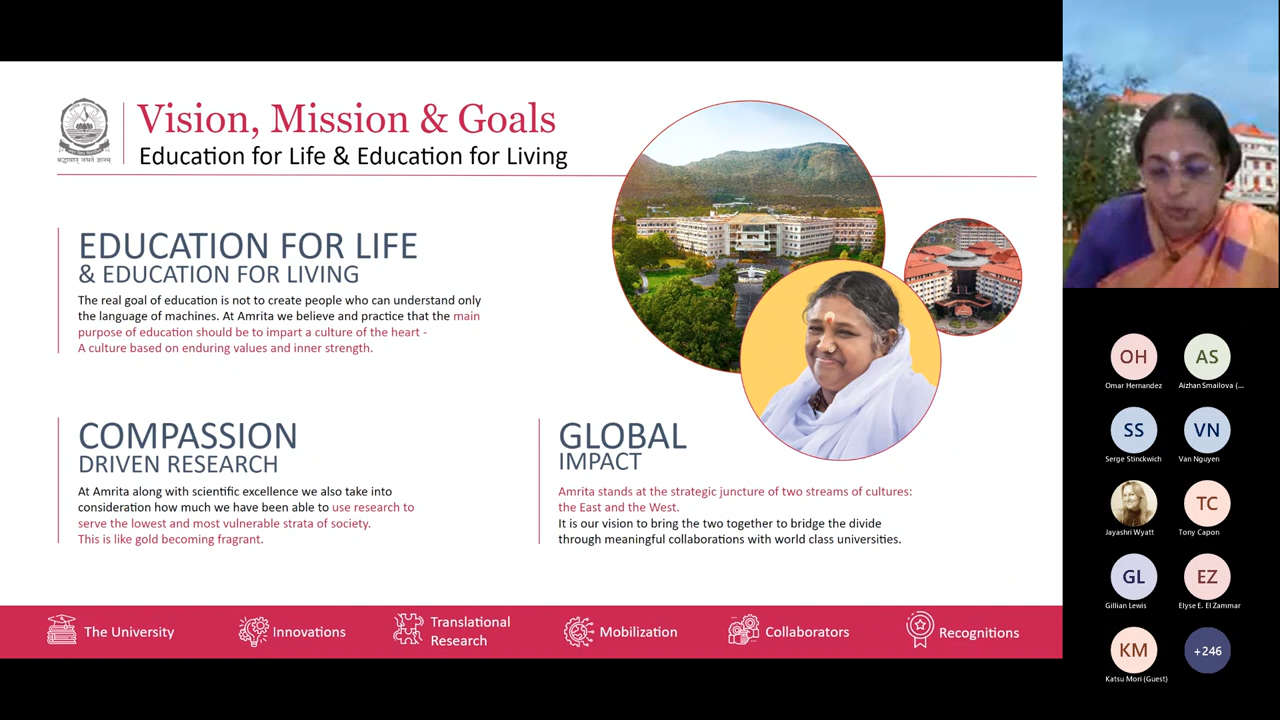 Vision, Mission & Goals
Education for Life & Education for Living
श्रद्धावान् लभते ज्ञानम्
EDUCATION FOR LIFE
& EDUCATION FOR LIVING
The real goal of education is not to create people who can understand only
the language of machines. At Amrita we believe and practice that the main
purpose of education should be to impart a culture of the heart -
A culture based on enduring values and inner strength.
COMPASSION
DRIVEN RESEARCH
At Amrita along with scientific excellence we also take into
consideration how much we have been able to use research to
serve the lowest and most vulnerable strata of society.
This is like gold becoming fragrant.
GLOBAL
IMPACT
Amrita stands at the strategic juncture of two streams of cultures:
the East and the West.
It is our vision to bring the two together to bridge the divide
through meaningful collaborations with world class universities.
The University
Innovations
Translational
Research
Mobilization
Collaborators
Recognitions
OH
AS
Omar Hernandez
Aizhan Smailova (...
SS
VN
Serge Stinckwich
Van Nguyen
TC
Jayashri Wyatt
Tony Capon
GL
EZ
Gillian Lewis
Elyse E. El Zammar
KM
+246
Katsu Mori (Guest)